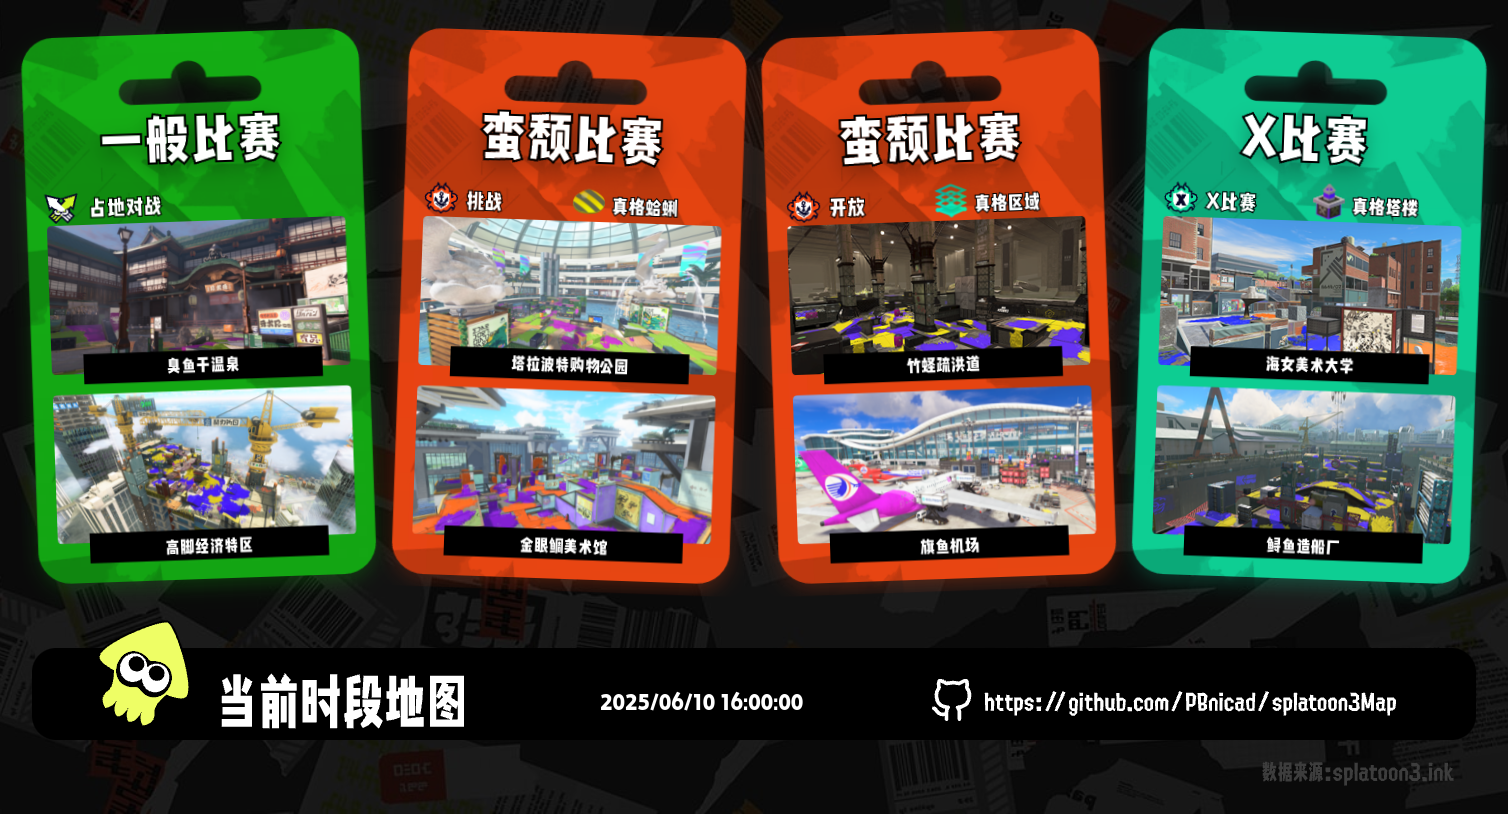 一般比赛
占地对战
臭鱼干温泉
高脚经济特区
蛮颓比赛
挑战
真格蛤蜊
塔拉波特购物公园
金眼鲷美术馆
蛮颓比赛
开放
真格区域
竹蛏疏洪道
旗鱼机场
X比赛
X比赛
真格塔楼
海女美术大学
鲟鱼造船厂
当前时段地图
2025/06/10 16:00:00
https://github.com/PBnicad/splatoon3Map
数据来源:splatoon3.ink